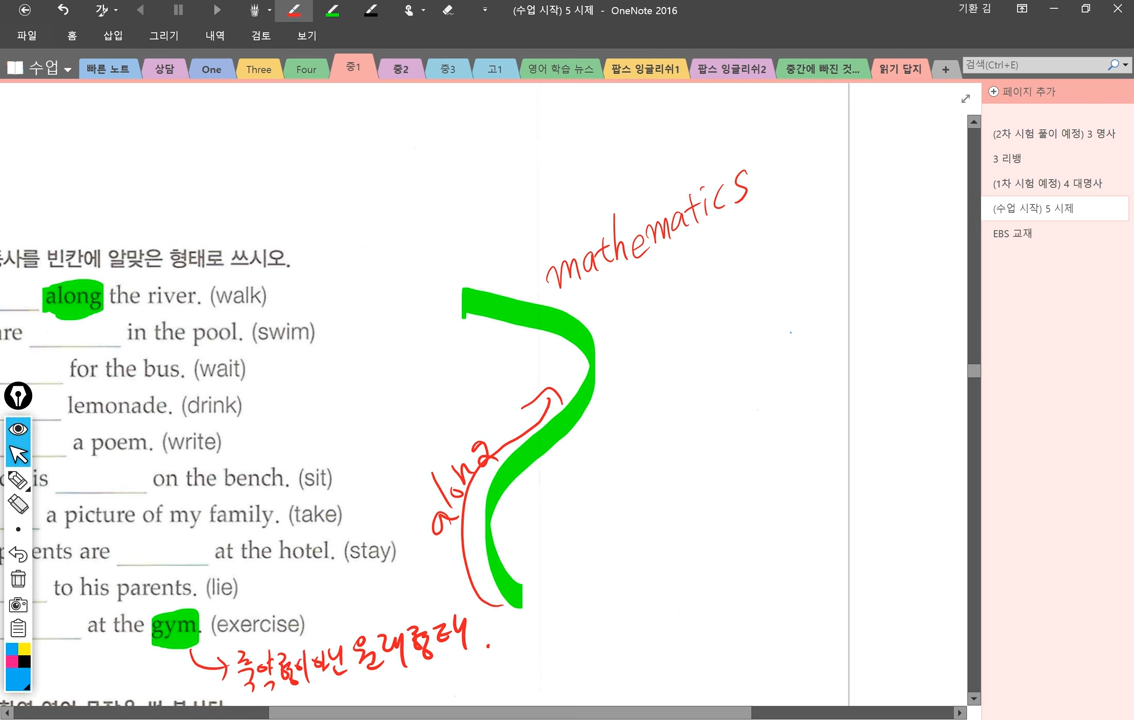 (수업 시작) 5 시제 - OneNote 2016
기환 김
파일 홈 삽입 그리기 내역 검토 보기
수업 빠른 노트 상담 One Three Four 중1 중2 중3 고1 영어 학습 뉴스 팝스 잉글리쉬1 팝스 잉글리쉬2 중간에 빠진 것... 읽기 답지 + 검색(Ctrl+E)
페이지 추가
(2차 시험 풀이 예정) 3 명사
3 리뱅
(1차 시험 예정) 4 대명사
(수업 시작) 5 시제
EBS 교재
mathematics
동사를 빈칸에 알맞은 형태로 쓰시오.
along the river. (walk)
are in the pool. (swim)
for the bus. (wait)
lemonade. (drink)
a poem. (write)
is on the bench. (sit)
a picture of my family. (take)
parents are at the hotel. (stay)
to his parents. (lie)
at the gym. (exercise)
along
축약형이 아닌 원래형태.